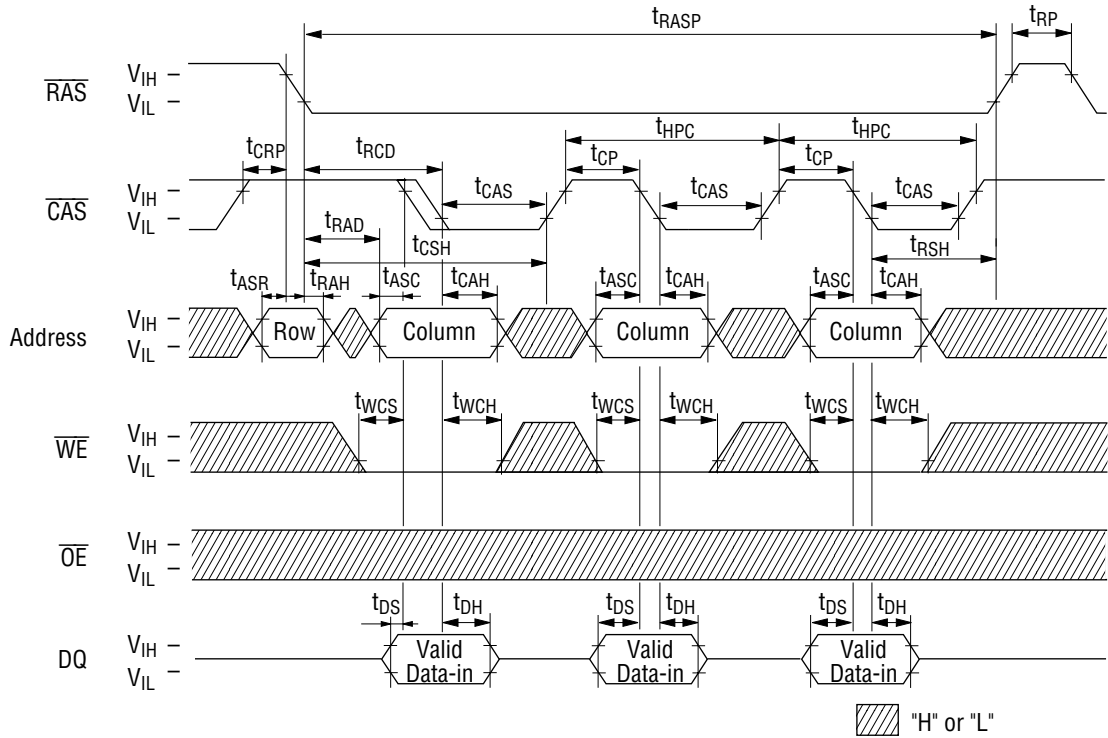 tRASP
tRP
RAS
VIH
VIL
tCRP
tRCD
tHPC
tHPC
tCP
tCP
CAS
VIH
VIL
tCAS
tCAS
tCAS
tRAD
tCSH
tRSH
tASR
tRAH
tASC
tCAH
tASC
tCAH
tASC
tCAH
Address
VIH
VIL
Row
Column
Column
Column
tWCS
tWCH
tWCS
tWCH
tWCS
tWCH
WE
VIH
VIL
OE
VIH
VIL
tDS
tDH
tDS
tDH
tDS
tDH
DQ
VIH
VIL
Valid
Data-in
Valid
Data-in
Valid
Data-in
"H" or "L"